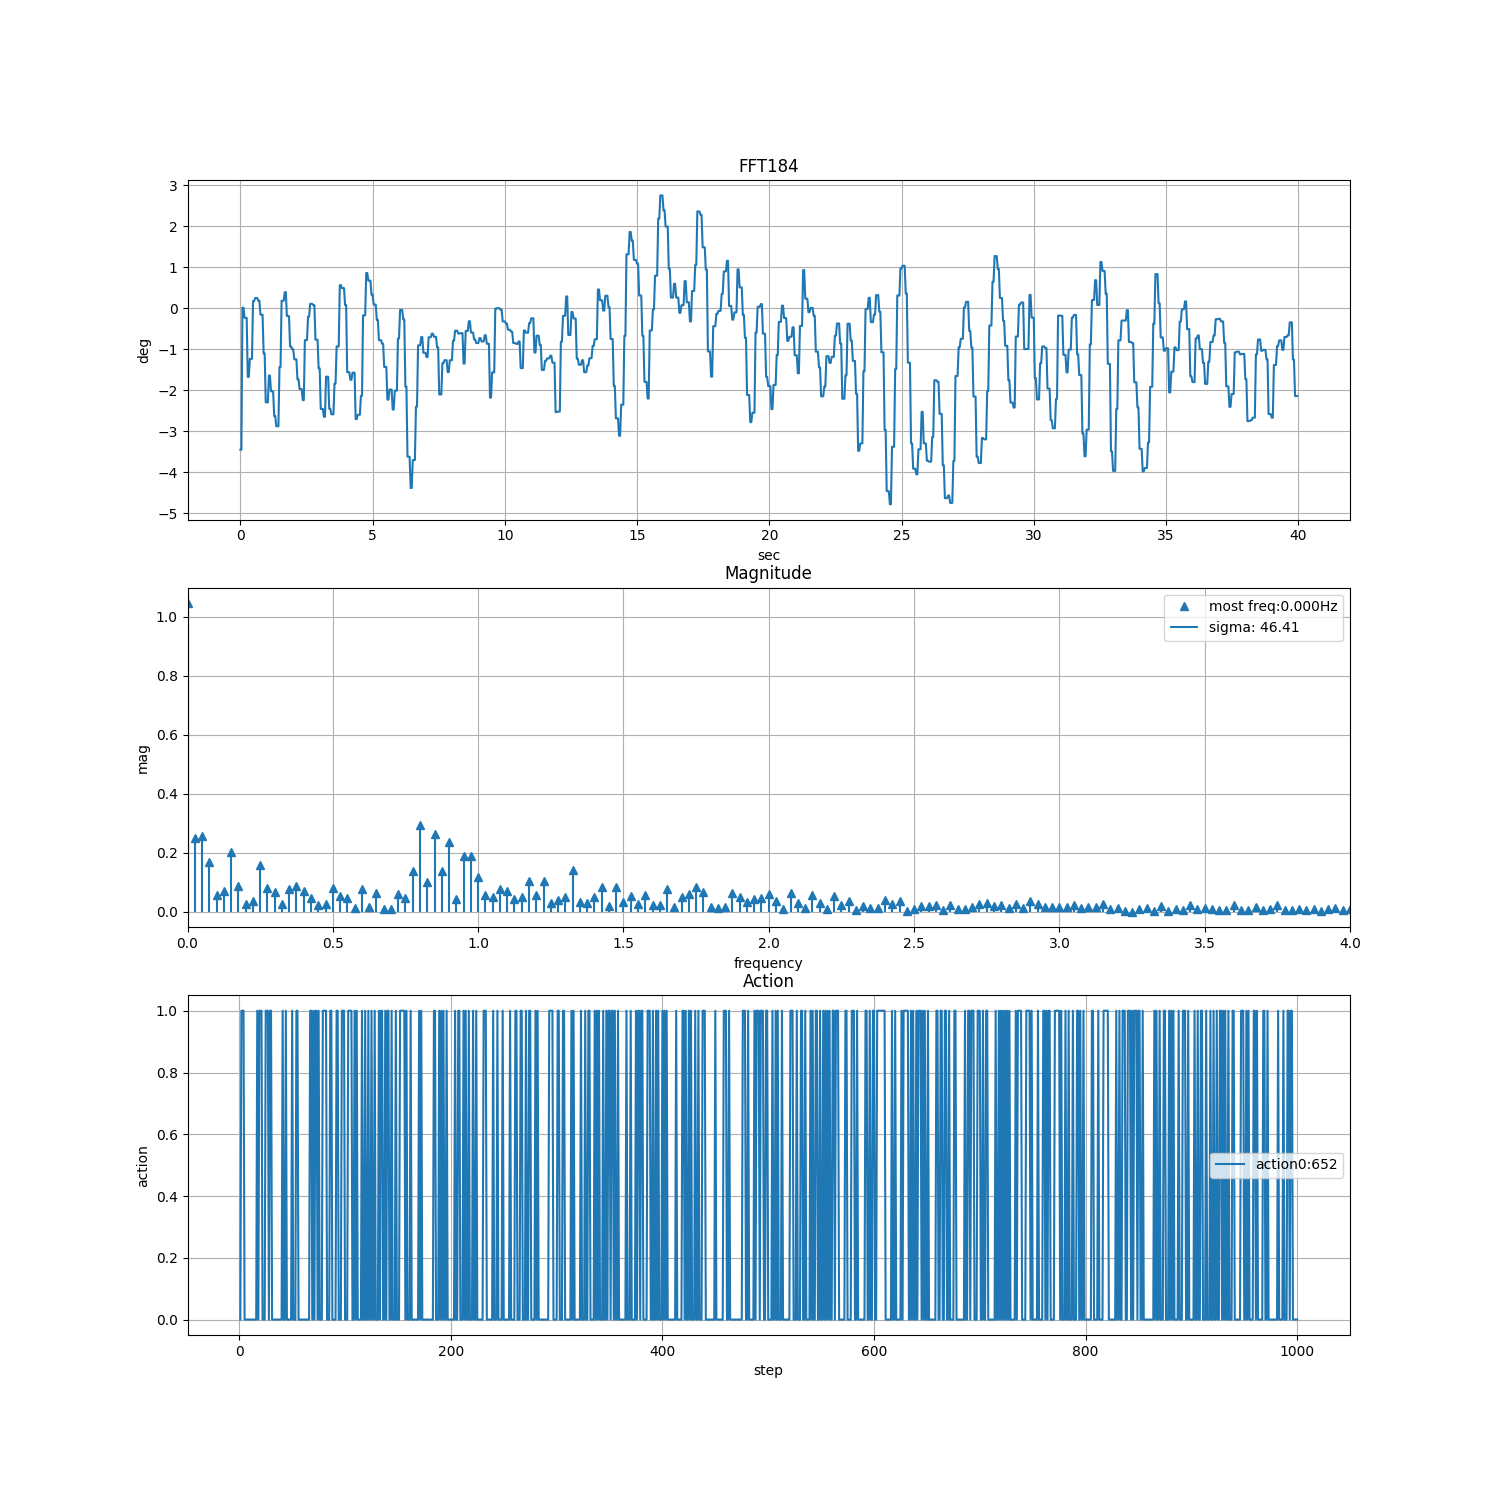 FFT184
3
2
1
0
−1
−2
−3
−4
−5
deg
0 5 10 15 20 25 30 35 40
sec
Magnitude
most freq:0.000Hz
sigma: 46.41
1.0
0.8
0.6
0.4
0.2
0.0
mag
0.0 0.5 1.0 1.5 2.0 2.5 3.0 3.5 4.0
frequency
Action
1.0
0.8
0.6
0.4
0.2
0.0
action
action0:652
0 200 400 600 800 1000
step